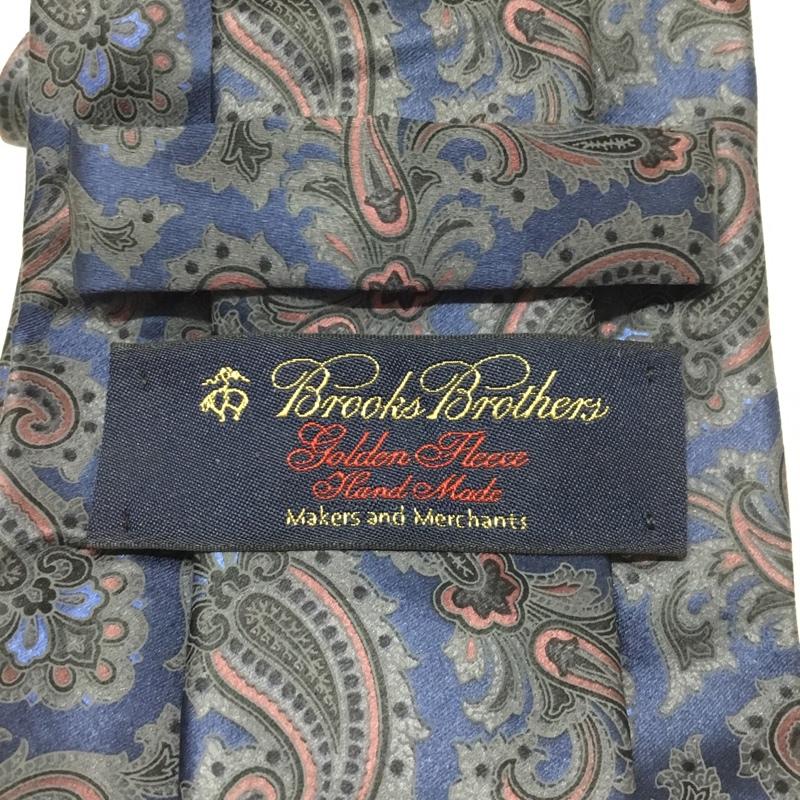 Brooks Brothers
Golden Fleece
Hand Made
Makers and Merchants